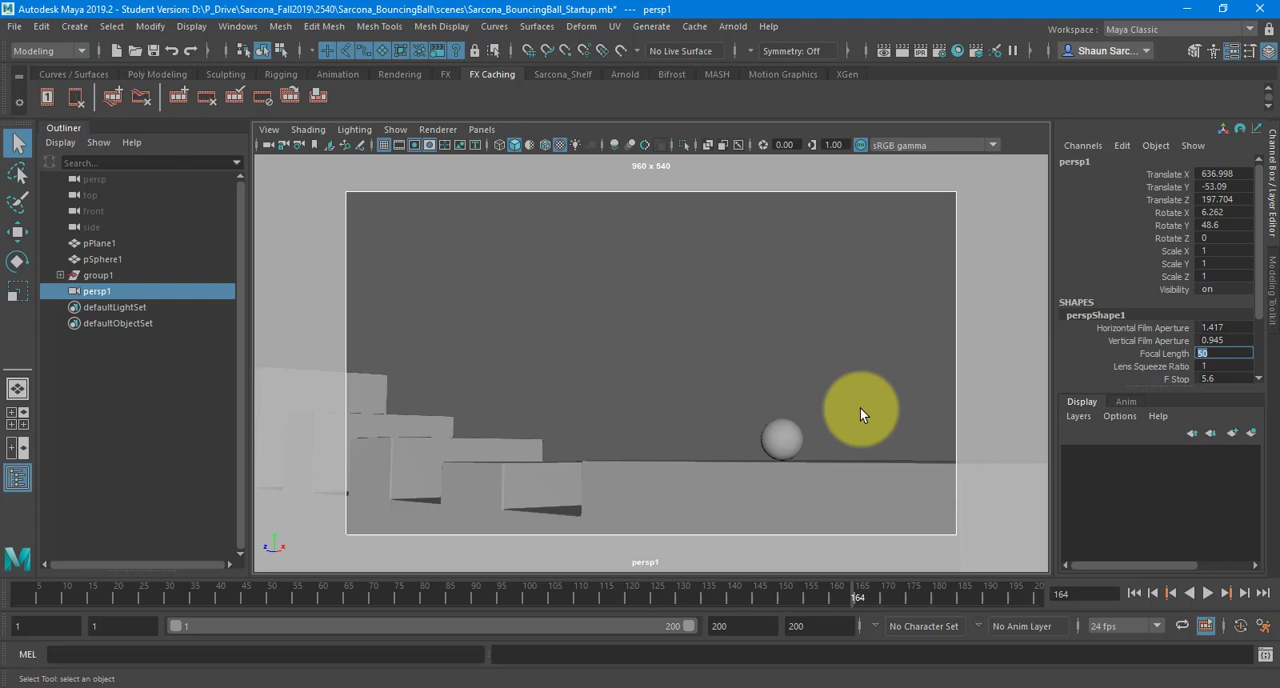 Autodesk Maya 2019.2 - Student Version: D:\P_Drive\Sarcona_Fall2019\2540\Sarcona_BouncingBall\scenes\Sarcona_BouncingBall_Startup.mb* --- persp1
File Edit Create Select Modify Display Windows Mesh Edit Mesh Mesh Tools Mesh Display Curves Surfaces Deform UV Generate Cache Arnold Help
Workspace: Maya Classic
Modeling No Live Surface Symmetry: Off Shaun Sarc...
Curves / Surfaces Poly Modeling Sculpting Rigging Animation Rendering FX FX Caching Sarcona_Shelf Arnold Bifrost MASH Motion Graphics XGen
Outliner
Display Show Help
Search...
persp
top
front
side
pPlane1
pSphere1
group1
persp1
defaultLightSet
defaultObjectSet
View Shading Lighting Show Renderer Panels
0.00 1.00 sRGB gamma
960 x 540
persp1
Channels Edit Object Show
persp1
Translate X 636.998
Translate Y -53.09
Translate Z 197.704
Rotate X 6.262
Rotate Y 48.6
Rotate Z 0
Scale X 1
Scale Y 1
Scale Z 1
Visibility on
SHAPES
perspShape1
Horizontal Film Aperture 1.417
Vertical Film Aperture 0.945
Focal Length 50
Lens Squeeze Ratio 1
F Stop 5.6
Display Anim
Layers Options Help
Channel Box / Layer Editor
Modeling Toolkit
5 10 15 20 25 30 35 40 45 50 55 60 65 70 75 80 85 90 95 100 105 110 115 120 125 130 135 140 145 150 155 160 165 170 175 180 185 190 195 20
164
164
1 1 1 200 200 200 No Character Set No Anim Layer 24 fps
MEL
Select Tool: select an object